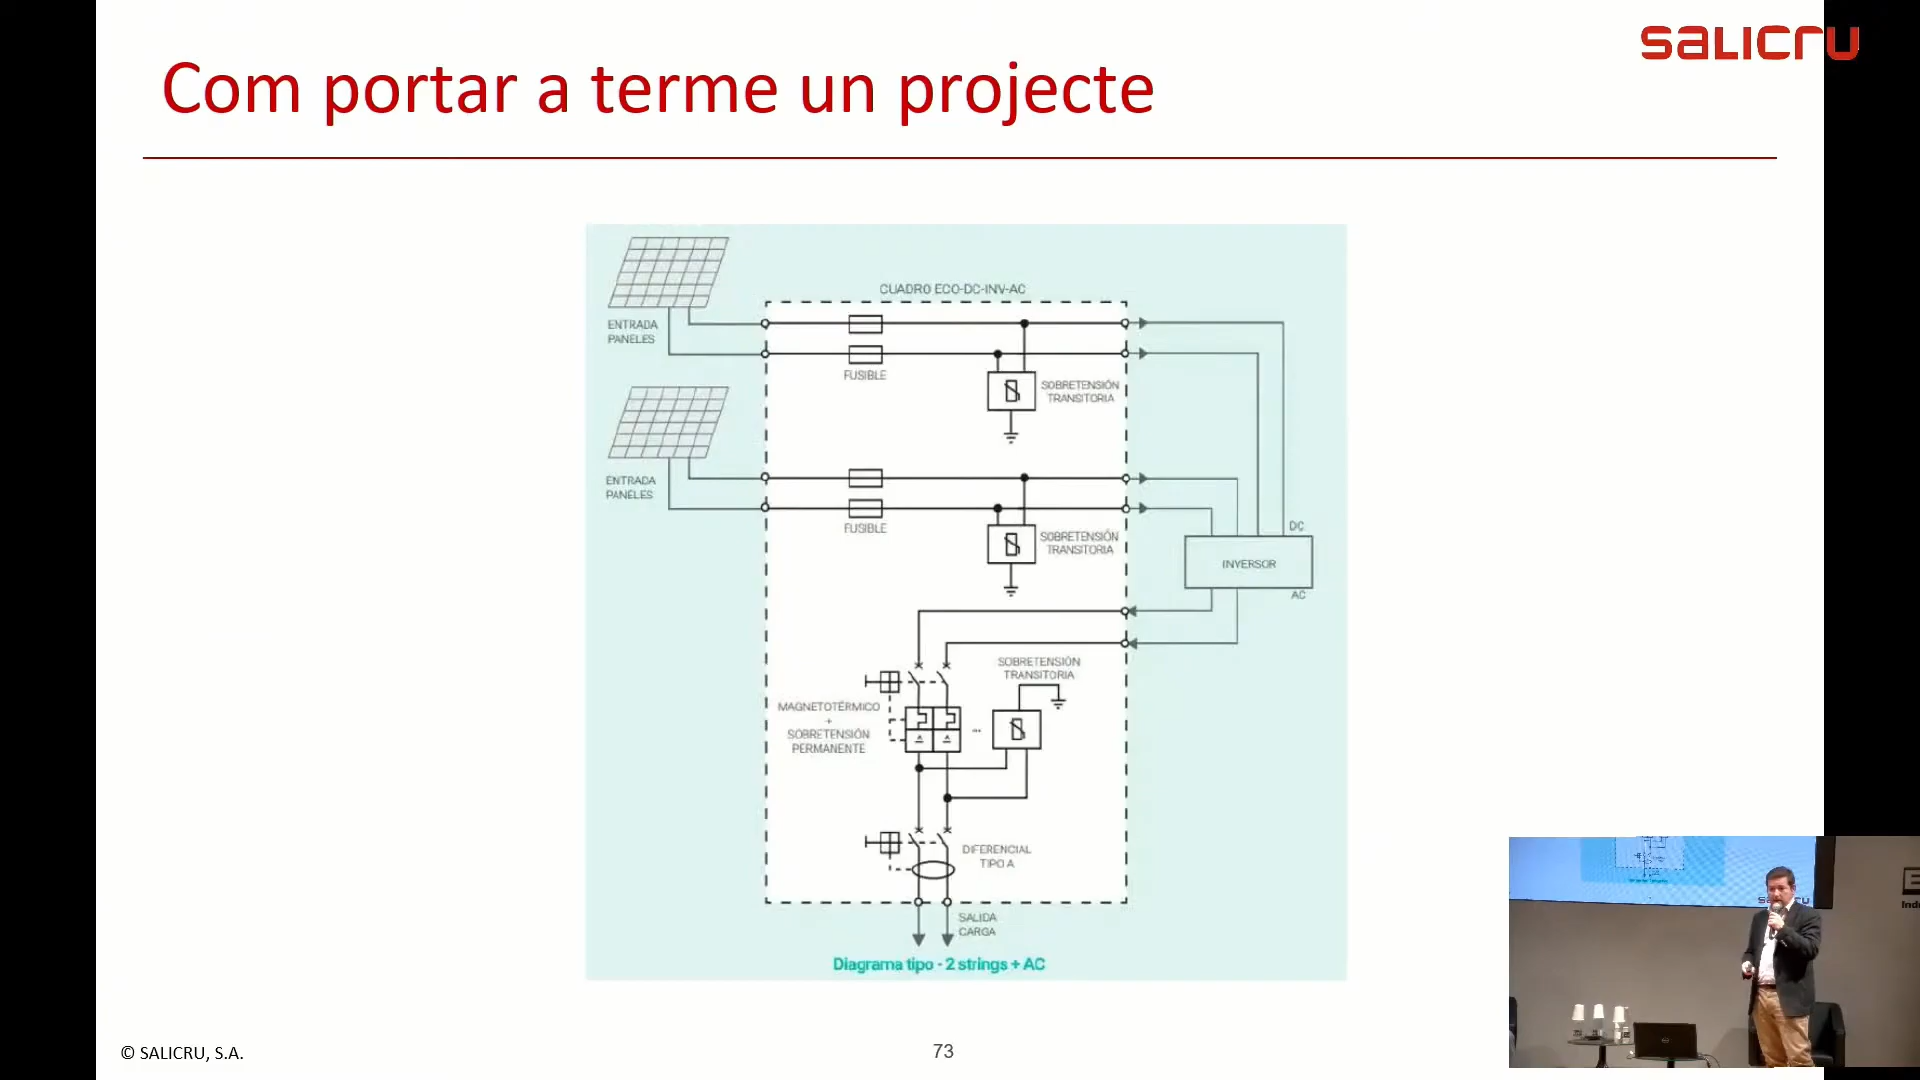 SALICRU
Com portar a terme un projecte
CUADRO ECO-DC-INV-AC
ENTRADA
PANELES
FUSIBLE
SOBRETENSIÓN
TRANSITORIA
ENTRADA
PANELES
FUSIBLE
SOBRETENSIÓN
TRANSITORIA
DC
INVERSOR
AC
SOBRETENSIÓN
TRANSITORIA
MAGNETOTÉRMICO
+
SOBRETENSIÓN
PERMANENTE
...
DIFERENCIAL
TIPO A
SALIDA
CARGA
Diagrama tipo - 2 strings + AC
© SALICRU, S.A.
73